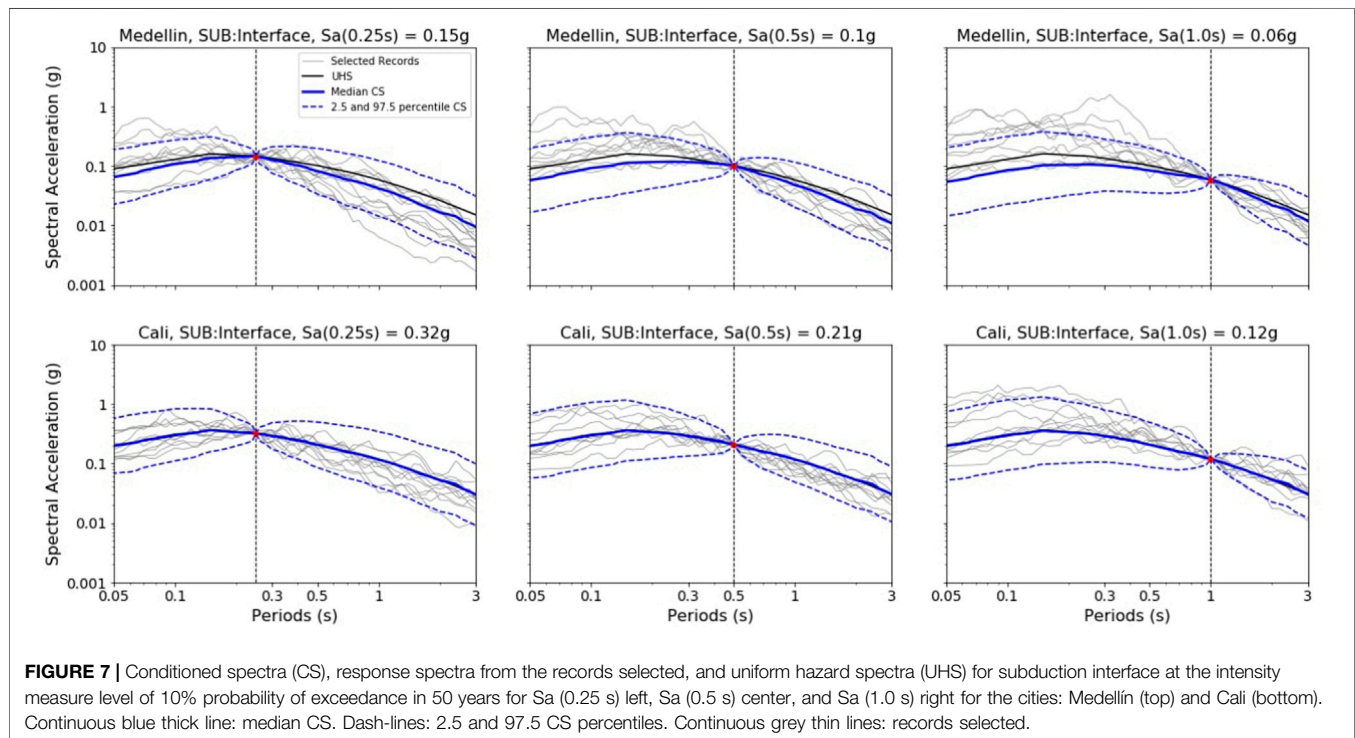 Medellin, SUB:Interface, Sa(0.25s) = 0.15g
Medellin, SUB:Interface, Sa(0.5s) = 0.1g
Medellin, SUB:Interface, Sa(1.0s) = 0.06g
Spectral Acceleration (g)
10
1
0.1
0.01
0.001
Selected Records
UHS
Median CS
2.5 and 97.5 percentile CS
Cali, SUB:Interface, Sa(0.25s) = 0.32g
Cali, SUB:Interface, Sa(0.5s) = 0.21g
Cali, SUB:Interface, Sa(1.0s) = 0.12g
Spectral Acceleration (g)
10
1
0.1
0.01
0.001
0.05 0.1 0.5 1 3
Periods (s)
0.05 0.1 0.5 1 3
Periods (s)
0.05 0.1 0.3 0.5 1 3
Periods (s)
FIGURE 7 | Conditioned spectra (CS), response spectra from the records selected, and uniform hazard spectra (UHS) for subduction interface at the intensity
measure level of 10% probability of exceedance in 50 years for Sa (0.25 s) left, Sa (0.5 s) center, and Sa (1.0 s) right for the cities: Medellín (top) and Cali (bottom).
Continuous blue thick line: median CS. Dash-lines: 2.5 and 97.5 CS percentiles. Continuous grey thin lines: records selected.